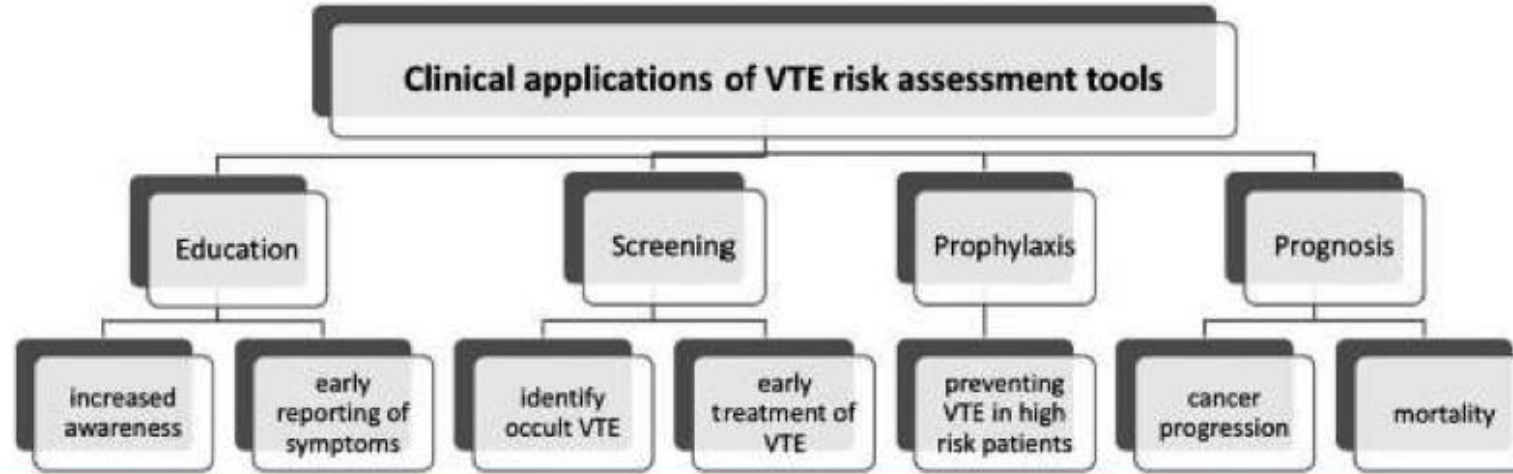 Clinical applications of VTE risk assessment tools
Education
Screening
Prophylaxis
Prognosis
increased
awareness
early
reporting of
symptoms
identify
occult VTE
early
treatment of
VTE
preventing
VTE in high
risk patients
cancer
progression
mortality